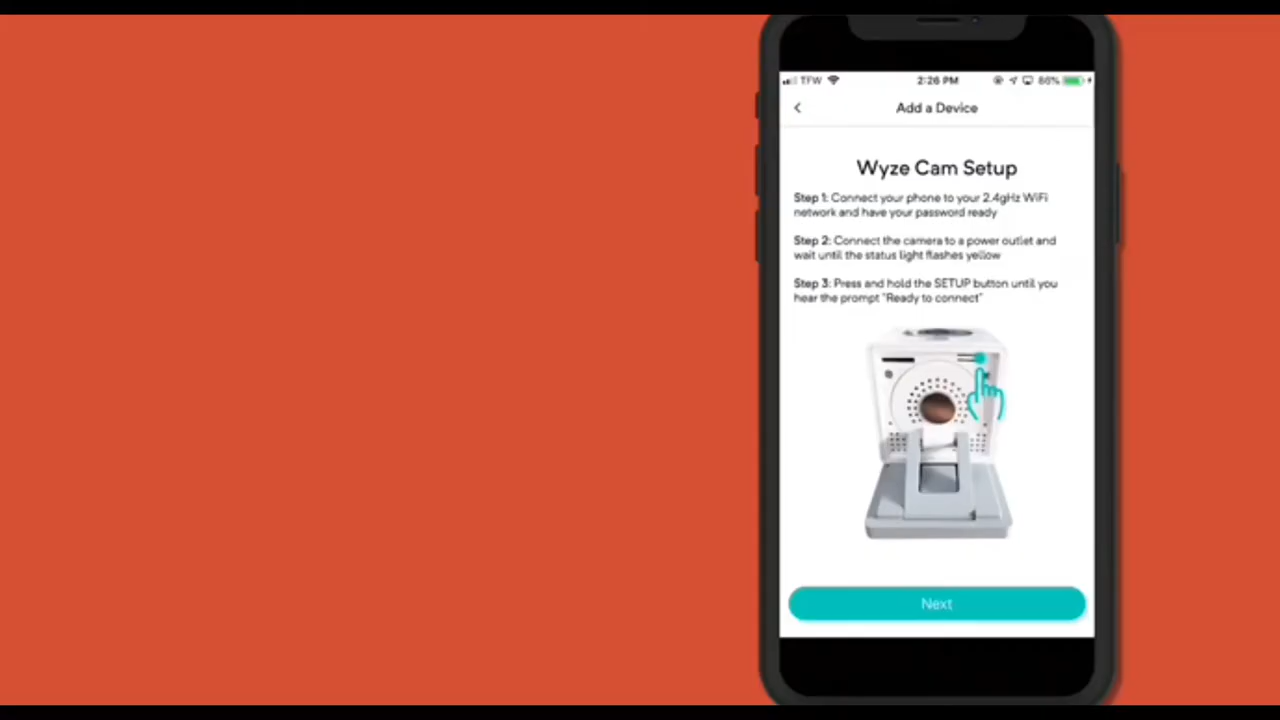 TFW
2:26 PM
86%
Add a Device
Wyze Cam Setup
Step 1: Connect your phone to your 2.4gHz WiFi
network and have your password ready
Step 2: Connect the camera to a power outlet and
wait until the status light flashes yellow
Step 3: Press and hold the SETUP button until you
hear the prompt "Ready to connect"
Next